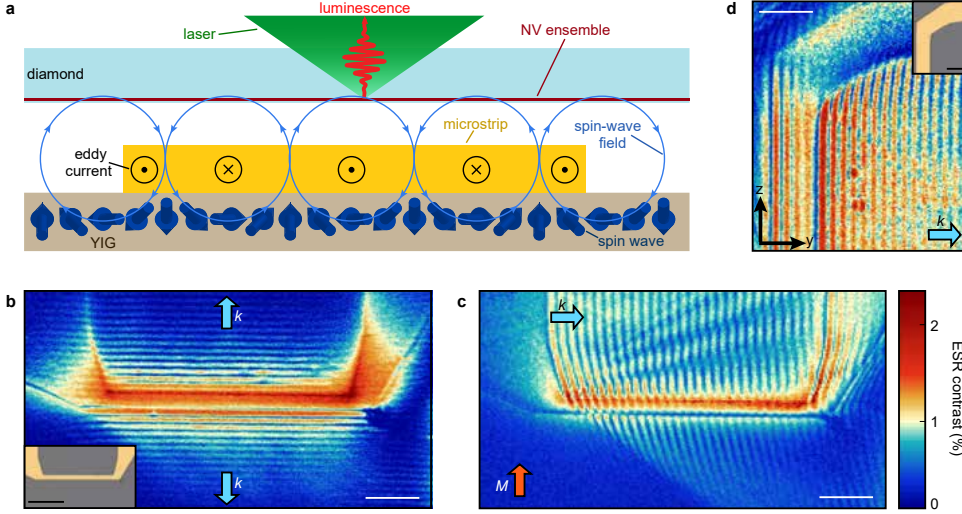 a
luminescence
laser
NV ensemble
diamond
microstrip
spin-wave
field
eddy
current
YIG
spin wave
b
k
k
c
k
M
d
z
y
k
2
1
0
ESR contrast (%)